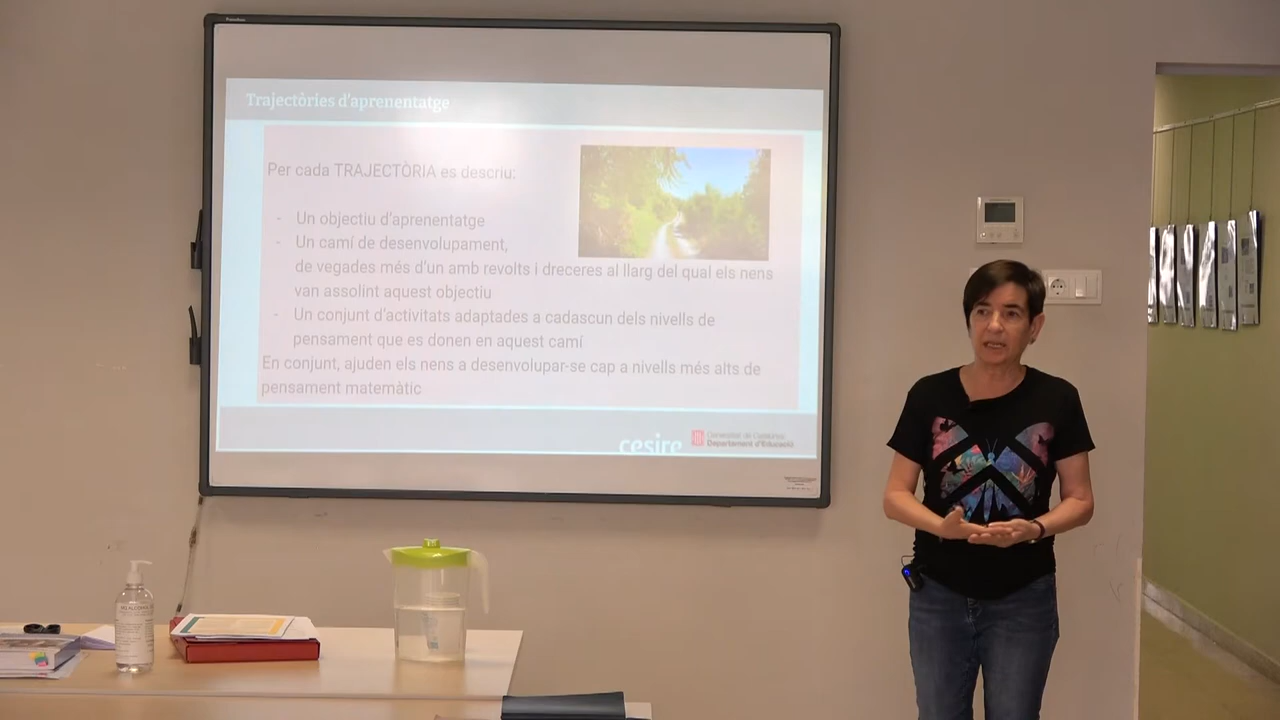 Trajectòries d'aprenentatge
Per cada TRAJECTÒRIA es descriu:
- Un objectiu d'aprenentatge
- Un camí de desenvolupament,
de vegades més d'un amb revolts i dreceres al llarg del qual els nens
van assolint aquest objectiu
- Un conjunt d'activitats adaptades a cadascun dels nivells de
pensament que es donen en aquest camí
En conjunt, ajuden els nens a desenvolupar-se cap a nivells més alts de
pensament matemàtic
cesire
Generalitat de Catalunya
Departament d'Educació